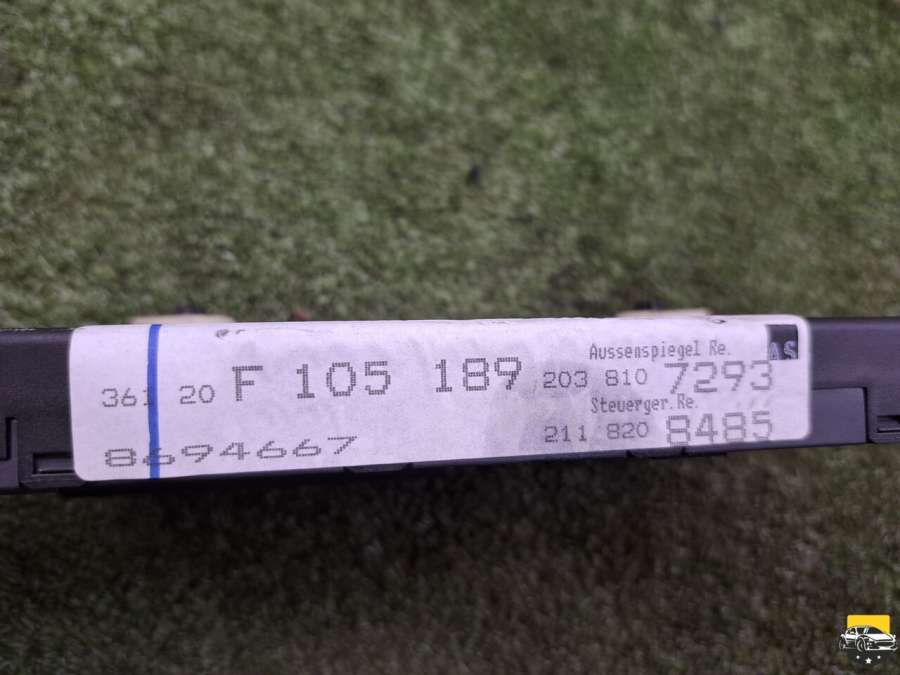 Aussenspiegel Re. AS
361 20 F 105 189 203 810 7293
Steuerger.Re.
8694667 211 820 8485